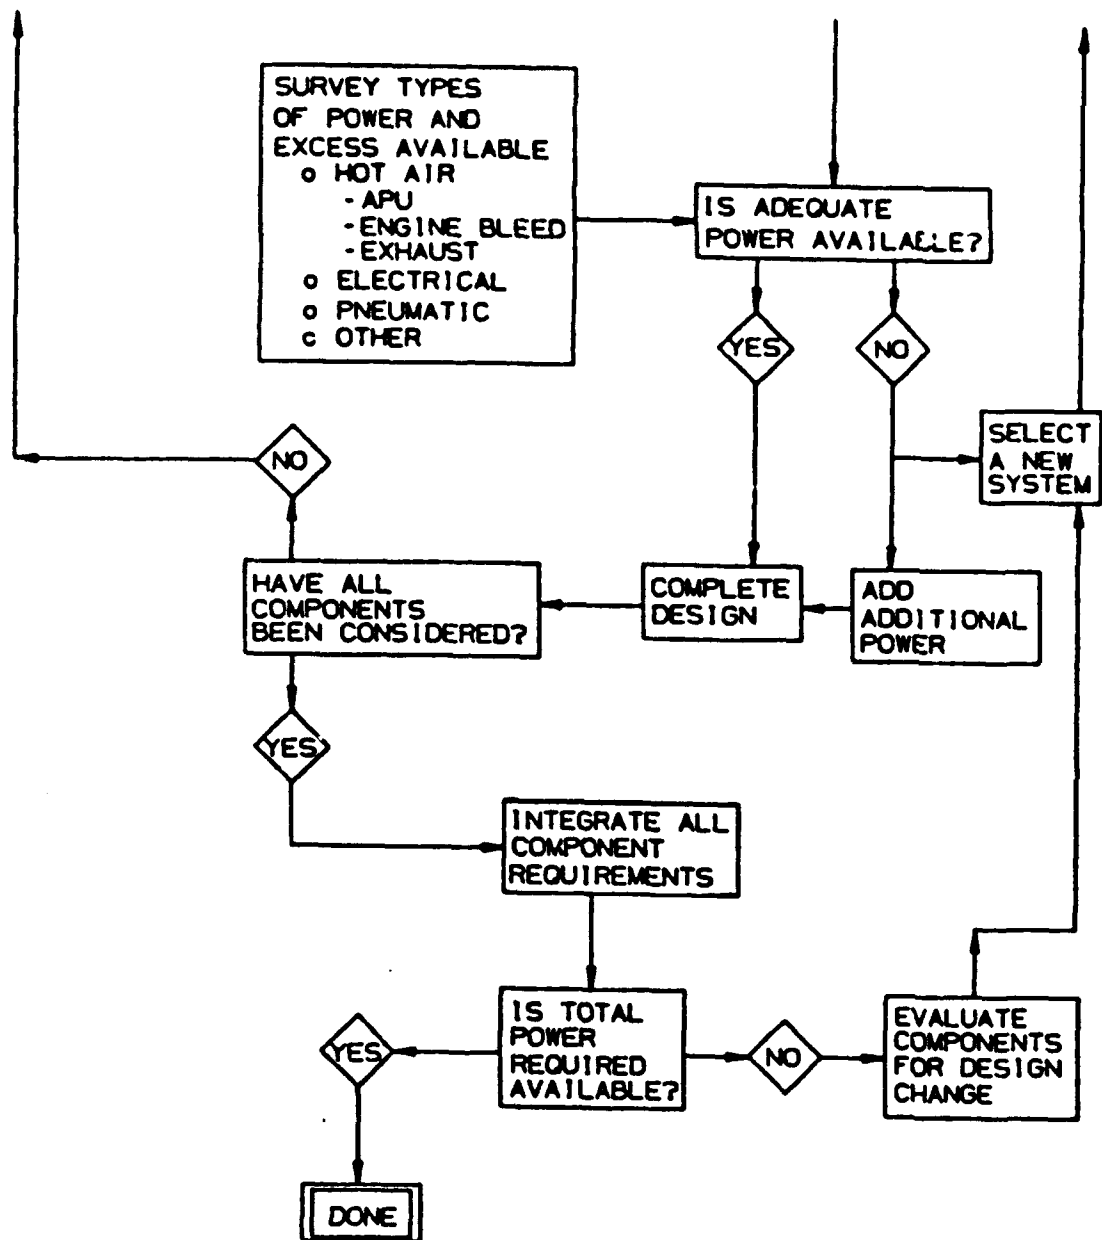 SURVEY TYPES
OF POWER AND
EXCESS AVAILABLE
o HOT AIR
- APU
- ENGINE BLEED
- EXHAUST
o ELECTRICAL
o PNEUMATIC
c OTHER
IS ADEQUATE
POWER AVAILABLE?
YES
NO
SELECT
A NEW
SYSTEM
NO
HAVE ALL
COMPONENTS
BEEN CONSIDERED?
COMPLETE
DESIGN
ADD
ADDITIONAL
POWER
YES
INTEGRATE ALL
COMPONENT
REQUIREMENTS
IS TOTAL
POWER
REQUIRED
AVAILABLE?
YES
NO
EVALUATE
COMPONENTS
FOR DESIGN
CHANGE
DONE